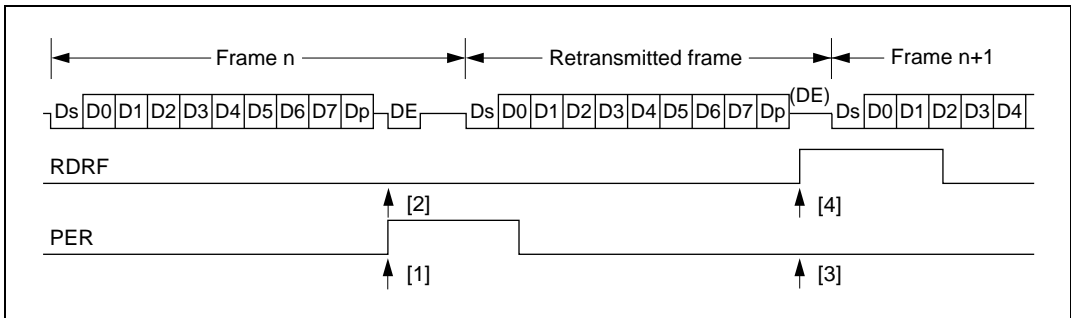 Frame n Retransmitted frame Frame n+1
(DE)
Ds D0 D1 D2 D3 D4 D5 D6 D7 Dp DE Ds D0 D1 D2 D3 D4 D5 D6 D7 Dp Ds D0 D1 D2 D3 D4
RDRF
[2] [4]
PER
[1] [3]